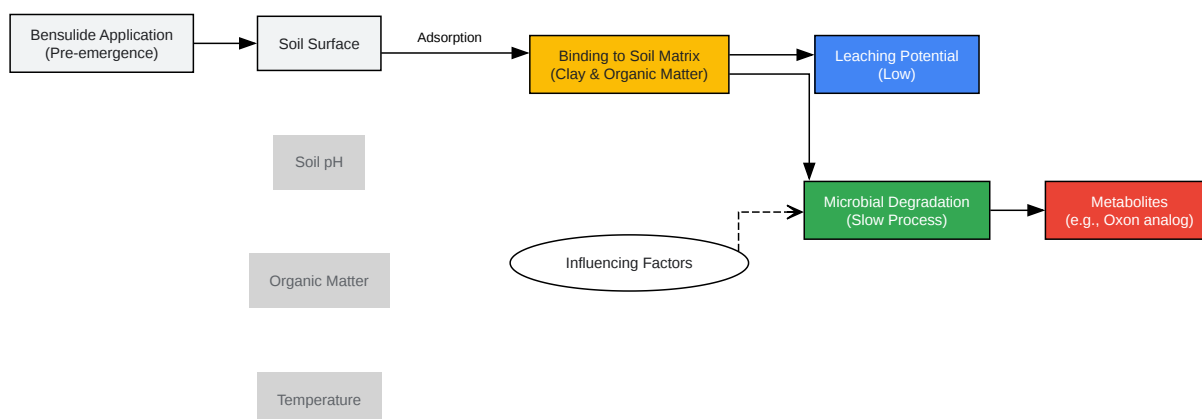 Bensulide Application
(Pre-emergence)
Soil Surface
Adsorption
Binding to Soil Matrix
(Clay & Organic Matter)
Leaching Potential
(Low)
Soil pH
Microbial Degradation
(Slow Process)
Metabolites
(e.g., Oxon analog)
Influencing Factors
Organic Matter
Temperature